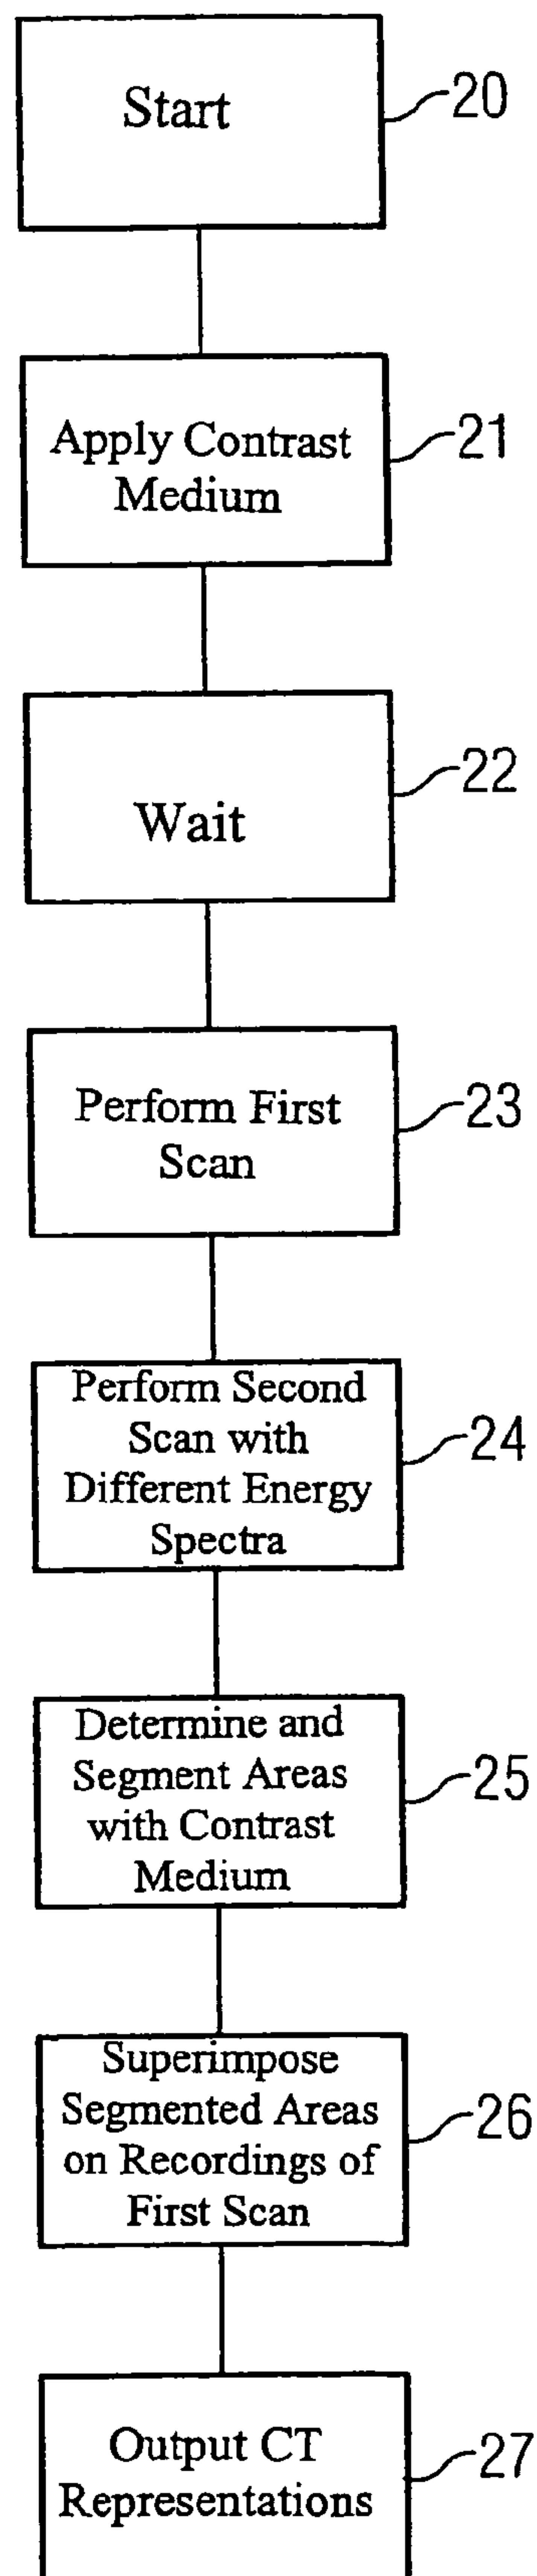 Start
20
Apply Contrast
Medium
21
Wait
22
Perform First
Scan
23
Perform Second
Scan with
Different Energy
Spectra
24
Determine and
Segment Areas
with Contrast
Medium
25
Superimpose
Segmented Areas
on Recordings of
First Scan
26
Output CT
Representations
27